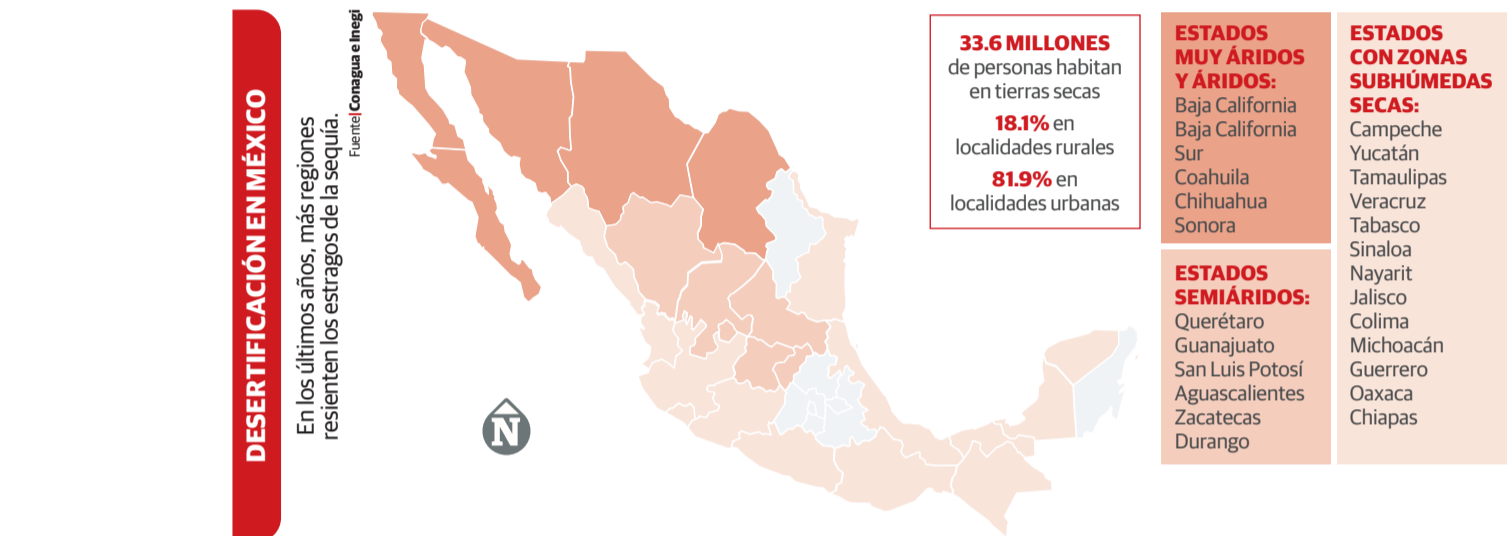 DESERTIFICACIÓN EN MÉXICO
En los últimos años, más regiones
resienten los estragos de la sequía.
Fuente| Conagua e Inegi
N
33.6 MILLONES
de personas habitan
en tierras secas
18.1% en
localidades rurales
81.9% en
localidades urbanas
ESTADOS
MUY ÁRIDOS
Y ÁRIDOS:
Baja California
Baja California
Sur
Coahuila
Chihuahua
Sonora
ESTADOS
SEMIÁRIDOS:
Querétaro
Guanajuato
San Luis Potosí
Aguascalientes
Zacatecas
Durango
ESTADOS
CON ZONAS
SUBHÚMEDAS
SECAS:
Campeche
Yucatán
Tamaulipas
Veracruz
Tabasco
Sinaloa
Nayarit
Jalisco
Colima
Michoacán
Guerrero
Oaxaca
Chiapas